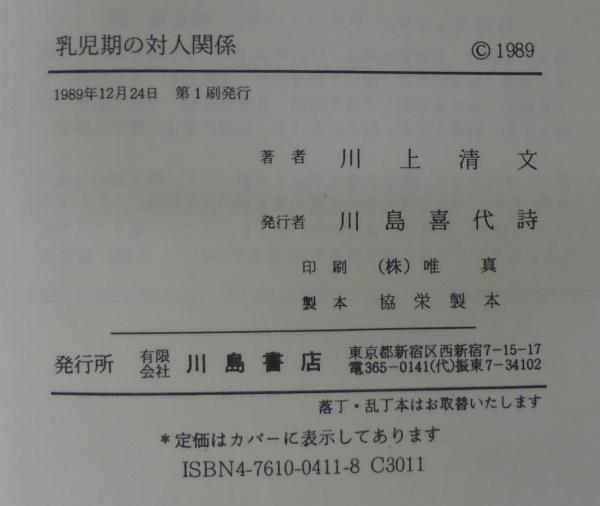 乳児期の対人関係 ©1989
1989年12月24日 第1刷発行
著者 川上清文
発行者 川島喜代詩
印刷 (株)唯真
製本 協栄製本
発行所 有限会社 川島書店
東京都新宿区西新宿7-15-17
電365-0141(代)振東7-34102
落丁・乱丁本はお取替いたします
*定価はカバーに表示してあります
ISBN4-7610-0411-8 C3011